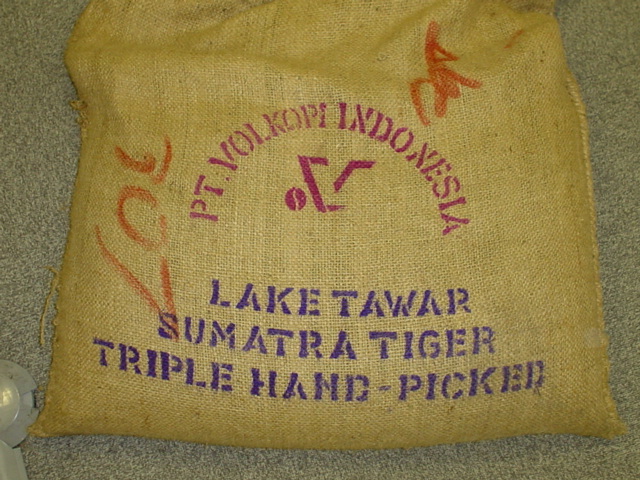 PT. VOLKOPI INDONESIA
LAKE TAWAR
SUMATRA TIGER
TRIPLE HAND-PICKED